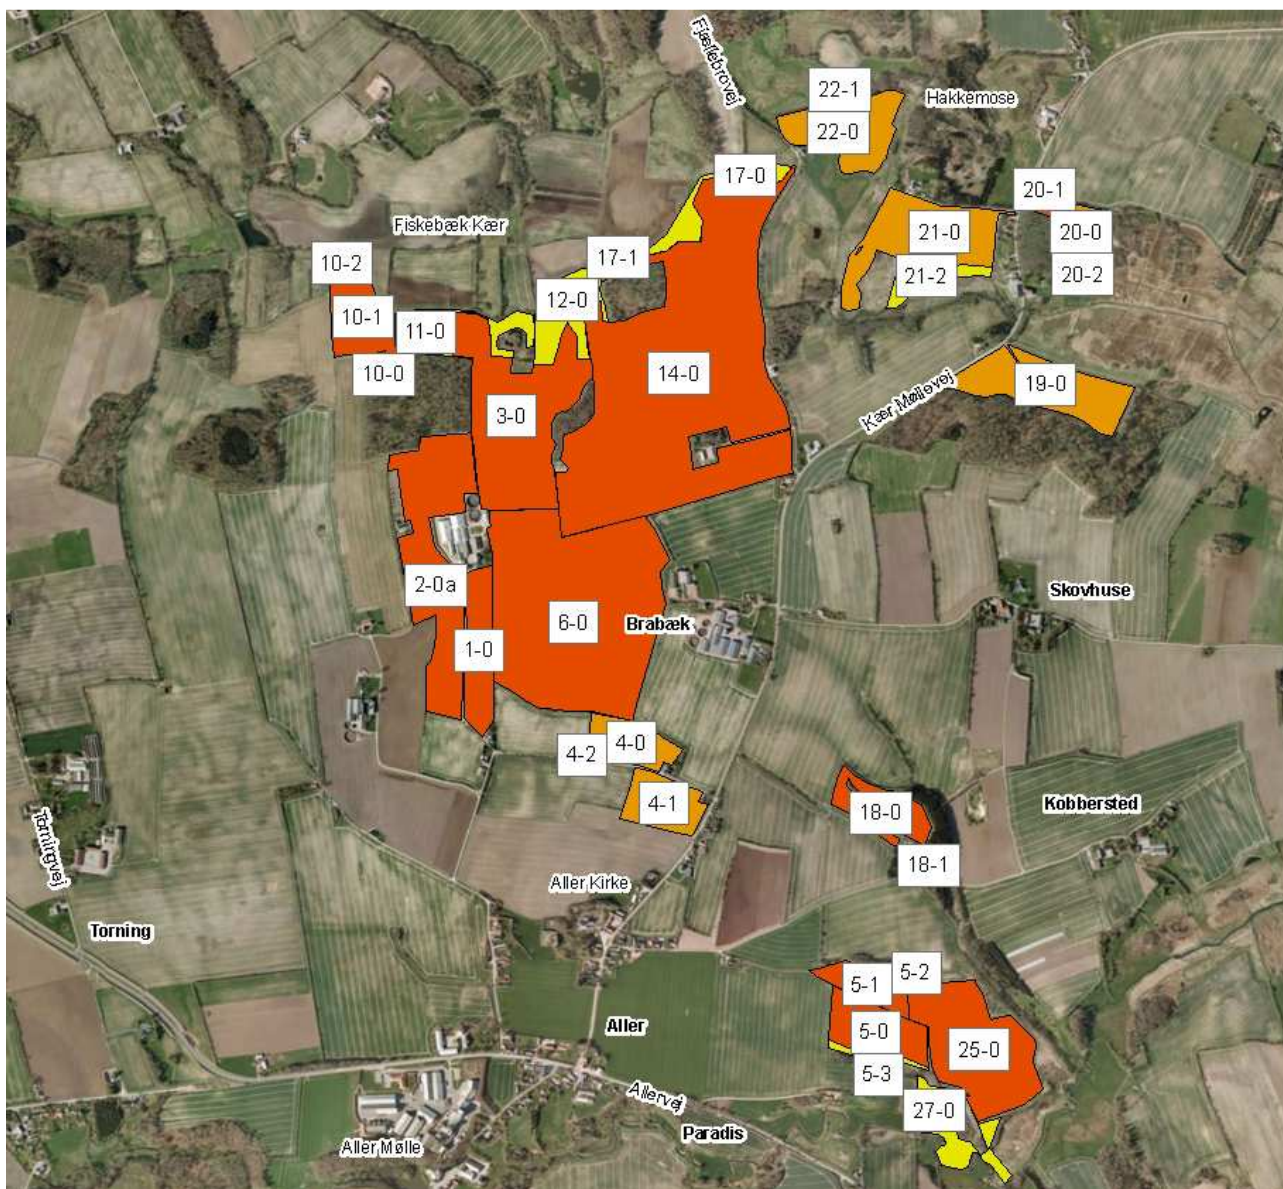 Fjællebrovej
22-1
Hakkemose
22-0
17-0
20-1
Fiskebæk Kær
21-0
20-0
10-2
17-1
21-2
20-2
12-0
10-1
11-0
10-0
14-0
19-0
Kær Møllevej
3-0
2-0a
Skovhuse
6-0
Brabæk
1-0
4-0
4-2
4-1
18-0
Kobbersted
Torningvej
18-1
Aller Kirke
Torning
5-2
5-1
Aller
5-0
25-0
5-3
Allervej
27-0
Paradis
Aller Mølle